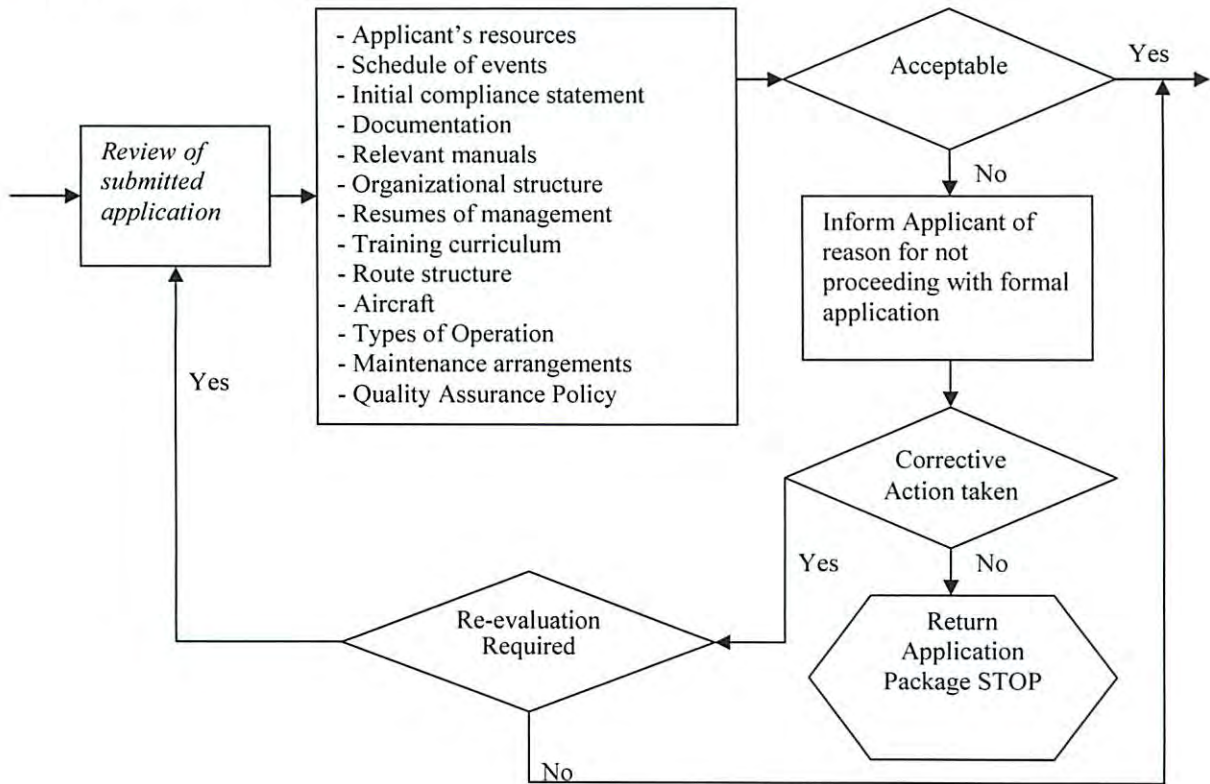 Review of
submitted
application
- Applicant's resources
- Schedule of events
- Initial compliance statement
- Documentation
- Relevant manuals
- Organizational structure
- Resumes of management
- Training curriculum
- Route structure
- Aircraft
- Types of Operation
- Maintenance arrangements
- Quality Assurance Policy
Acceptable
Yes
No
Inform Applicant of
reason for not
proceeding with formal
application
Corrective
Action taken
Yes
No
Return
Application
Package STOP
Re-evaluation
Required
Yes
No